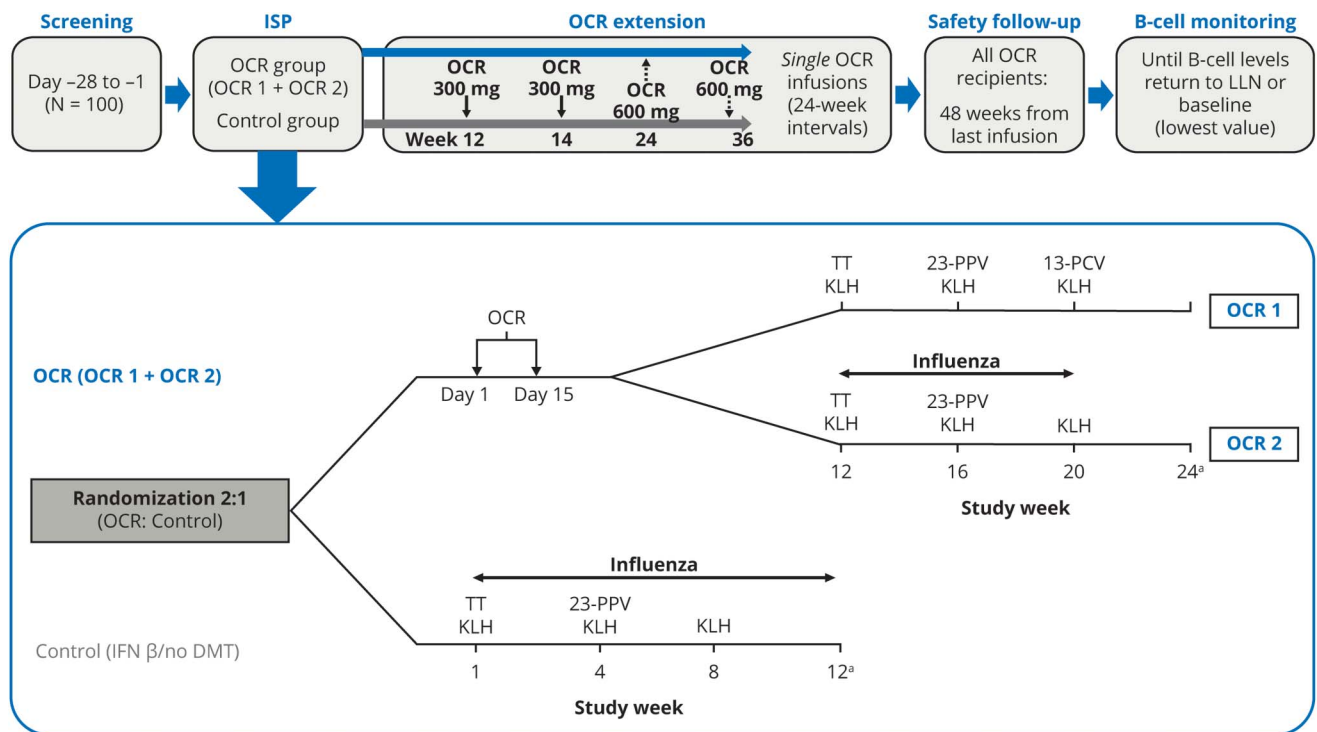 Screening
Day –28 to –1
(N = 100)
ISP
OCR group
(OCR 1 + OCR 2)
Control group
OCR extension
OCR
300 mg
OCR
300 mg
OCR
600 mg
OCR
600 mg
Week 12
14
24
36
Single OCR
infusions
(24-week
intervals)
Safety follow-up
All OCR
recipients:
48 weeks from
last infusion
B-cell monitoring
Until B-cell levels
return to LLN or
baseline
(lowest value)
OCR (OCR 1 + OCR 2)
OCR
Day 1
Day 15
TT
KLH
23-PPV
KLH
13-PCV
KLH
OCR 1
Influenza
TT
KLH
23-PPV
KLH
KLH
OCR 2
12
16
20
24ᵃ
Study week
Randomization 2:1
(OCR: Control)
Influenza
TT
KLH
23-PPV
KLH
KLH
Control (IFN β/no DMT)
1
4
8
12ᵃ
Study week